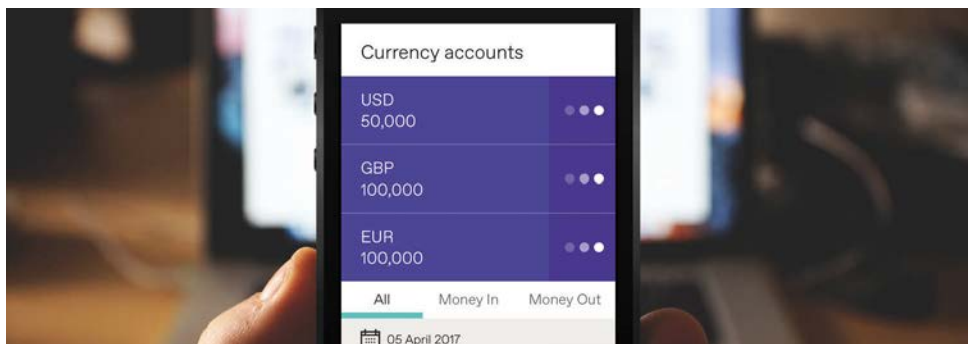 Currency accounts
USD
50,000
GBP
100,000
EUR
100,000
All Money In Money Out
05 April 2017